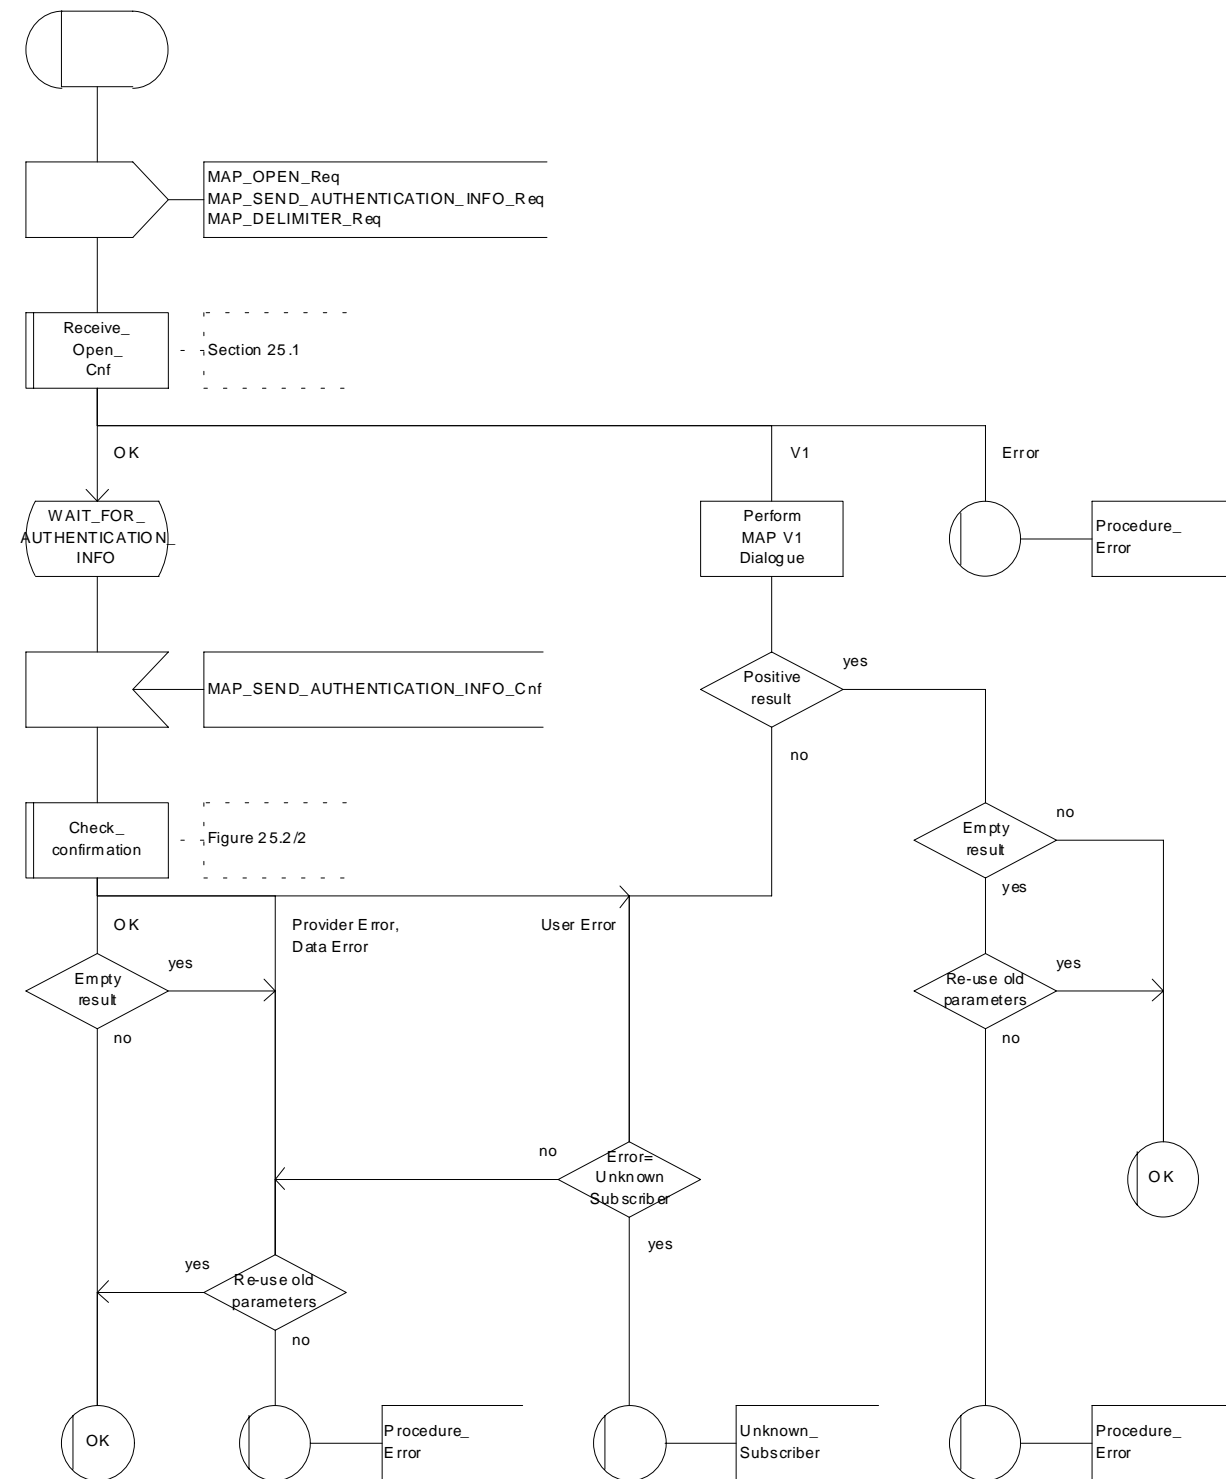 MAP_OPEN_Req
MAP_SEND_AUTHENTICATION_INFO_Req
MAP_DELIMITER_Req
Receive_
Open_
Cnf
Section 25.1
OK
V1
Error
WAIT_FOR_
AUTHENTICATION_
INFO
Perform
MAP V1
Dialogue
Procedure_
Error
MAP_SEND_AUTHENTICATION_INFO_Cnf
Positive
result
yes
no
Check_
confirmation
Figure 25.2/2
Empty
result
no
yes
OK
Provider Error,
Data Error
User Error
Empty
result
yes
no
Re-use old
parameters
yes
no
Error=
Unknown
Subscriber
no
yes
OK
Re-use old
parameters
yes
no
OK
Procedure_
Error
Unknown_
Subscriber
Procedure_
Error